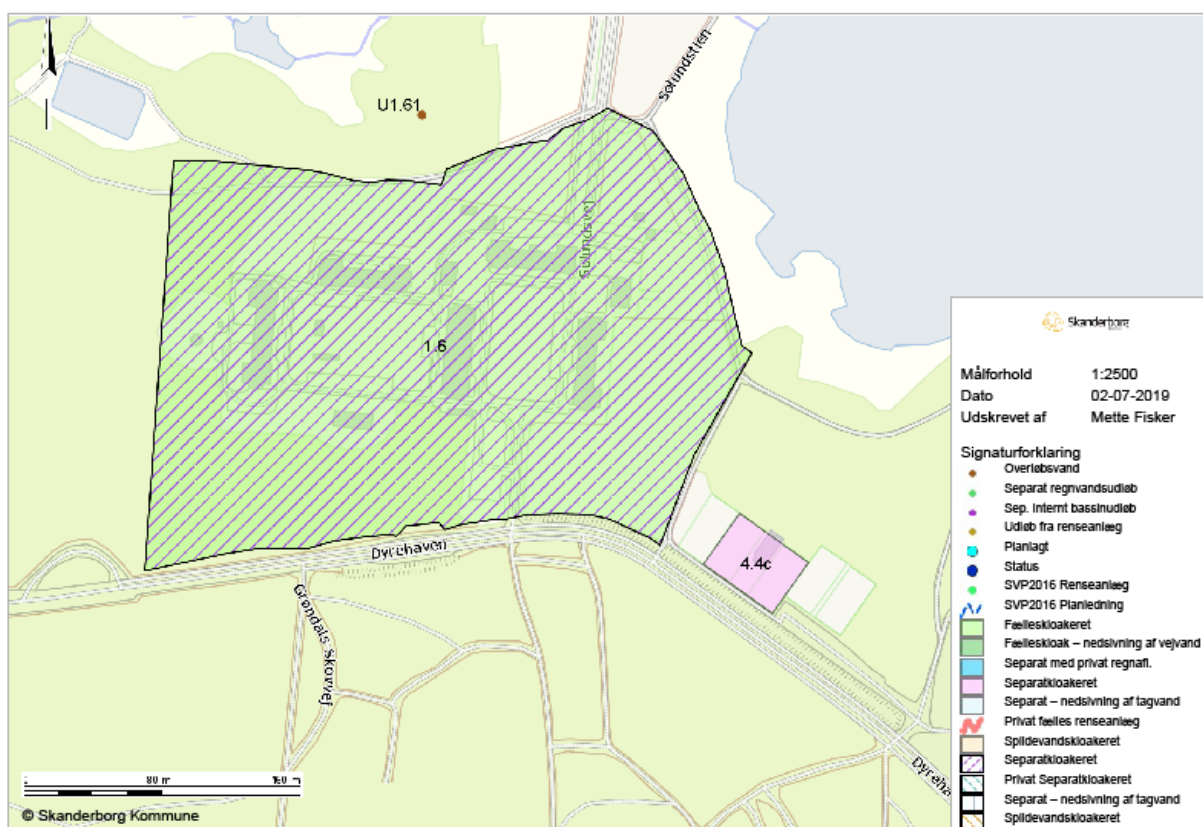 Sølundstien
U1.61
Sølundsvej
1.6
Dyrehaven
4.4c
Grøndals Skovvej
80 m 160 m
© Skanderborg Kommune
Skanderborg
Målforhold 1:2500
Dato 02-07-2019
Udskrevet af Mette Fisker
Signaturforklaring
Overløbsvand
Separat regnvandsudløb
Sep. Internt bassinudløb
Udløb fra renseanlæg
Planlagt
Status
SVP2016 Renseanlæg
SVP2016 Planledning
Fælleskloakeret
Fælleskloak – nedsivning af vejvand
Separat med privat regnafl.
Separatkloakeret
Separat – nedsivning af tagvand
Privat fælles renseanlæg
Spildevandskloakeret
Separatkloakeret
Privat Separatkloakeret
Separat – nedsivning af tagvand
Spildevandskloakeret